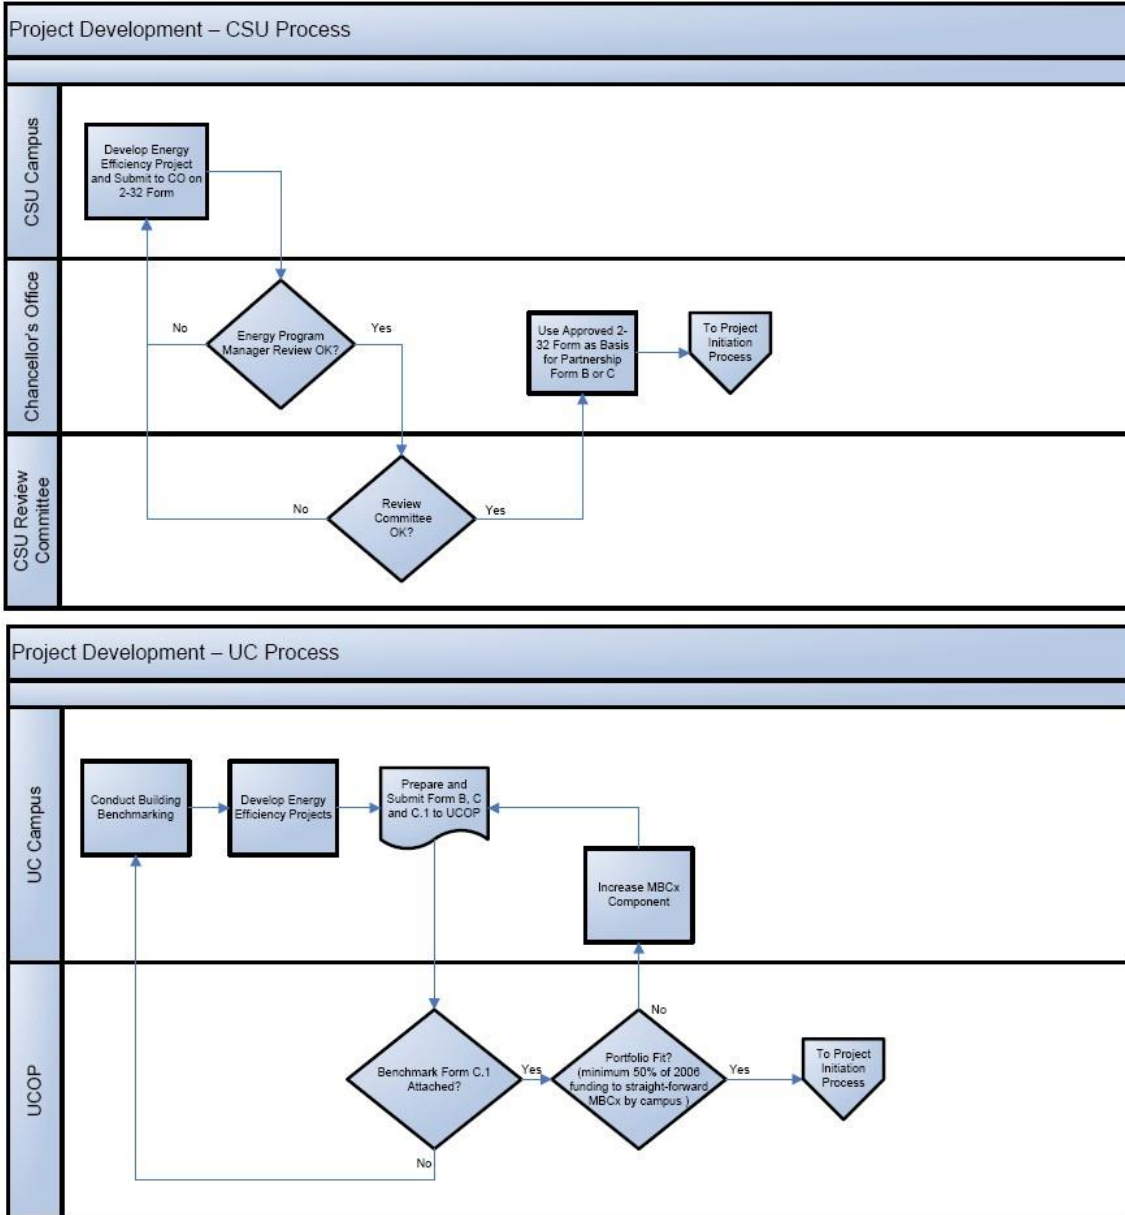 Project Development – CSU Process
CSU Campus
Develop Energy
Efficiency Project
and Submit to CO on
2-32 Form
Chancellor's Office
No
Energy Program
Manager Review OK?
Yes
Use Approved 2-
32 Form as Basis
for Partnership
Form B or C
To Project
Initiation
Process
CSU Review
Committee
No
Review
Committee
OK?
Yes
Project Development – UC Process
UC Campus
Conduct Building
Benchmarking
Develop Energy
Efficiency Projects
Prepare and
Submit Form B, C
and C.1 to UCOP
Increase MBCx
Component
UCOP
Benchmark Form C.1
Attached?
Yes
No
No
Portfolio Fit?
(minimum 50% of 2006
funding to straight-forward
MBCx by campus )
Yes
To Project
Initiation
Process